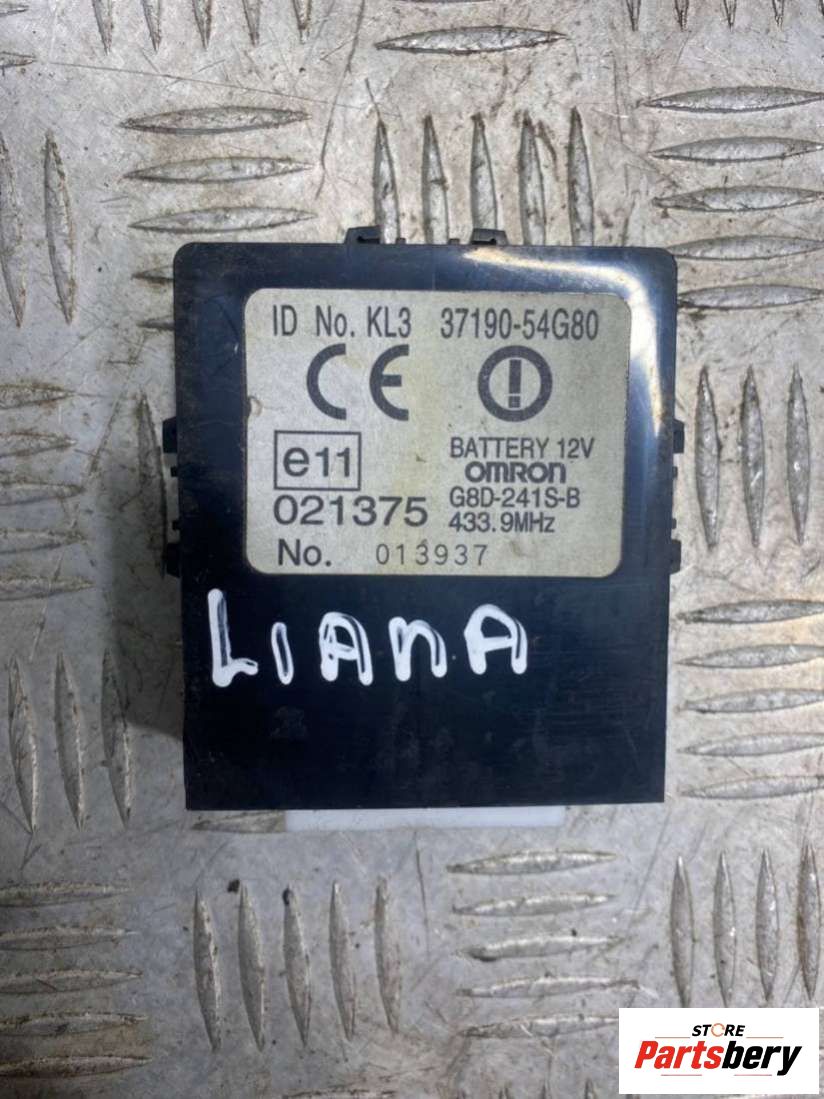 ID No. KL3 37190-54G80
CE
e11
021375
BATTERY 12V
OMRON
G8D-241S-B
433.9MHz
No. 013937
LIANA
STORE
Partsbery